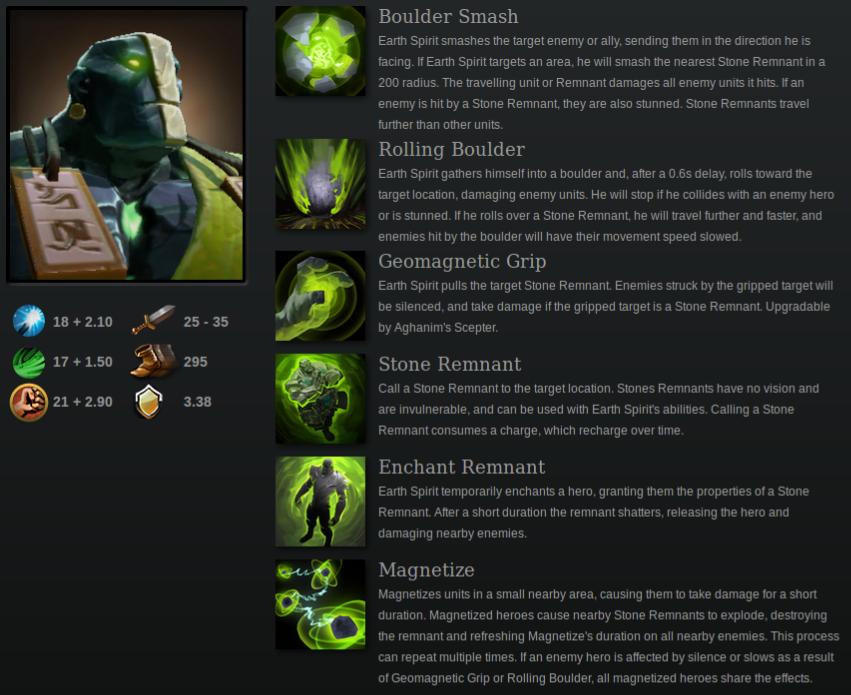 Boulder Smash
Earth Spirit smashes the target enemy or ally, sending them in the direction he is
facing. If Earth Spirit targets an area, he will smash the nearest Stone Remnant in a
200 radius. The travelling unit or Remnant damages all enemy units it hits. If an
enemy is hit by a Stone Remnant, they are also stunned. Stone Remnants travel
further than other units.
Rolling Boulder
Earth Spirit gathers himself into a boulder and, after a 0.6s delay, rolls toward the
target location, damaging enemy units. He will stop if he collides with an enemy hero
or is stunned. If he rolls over a Stone Remnant, he will travel further and faster, and
enemies hit by the boulder will have their movement speed slowed.
Geomagnetic Grip
Earth Spirit pulls the target Stone Remnant. Enemies struck by the gripped target will
be silenced, and take damage if the gripped target is a Stone Remnant. Upgradable
by Aghanim's Scepter.
Stone Remnant
Call a Stone Remnant to the target location. Stones Remnants have no vision and
are invulnerable, and can be used with Earth Spirit's abilities. Calling a Stone
Remnant consumes a charge, which recharge over time.
Enchant Remnant
Earth Spirit temporarily enchants a hero, granting them the properties of a Stone
Remnant. After a short duration the remnant shatters, releasing the hero and
damaging nearby enemies.
Magnetize
Magnetizes units in a small nearby area, causing them to take damage for a short
duration. Magnetized heroes cause nearby Stone Remnants to explode, destroying
the remnant and refreshing Magnetize's duration on all nearby enemies. This process
can repeat multiple times. If an enemy hero is affected by silence or slows as a result
of Geomagnetic Grip or Rolling Boulder, all magnetized heroes share the effects.
18 + 2.10 25 - 35
17 + 1.50 295
21 + 2.90 3.38